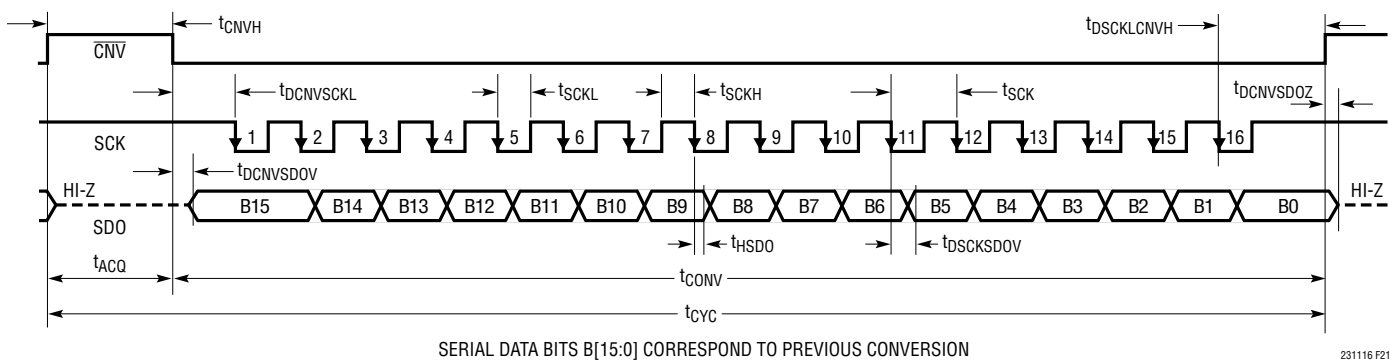 tCNVH
tDSCKLCNVH
CNV
tDCNVSCKL
tSCKL
tSCKH
tSCK
tDCNVSDOZ
SCK
1 2 3 4 5 6 7 8 9 10 11 12 13 14 15 16
tDCNVSDOV
HI-Z
HI-Z
B15 B14 B13 B12 B11 B10 B9 B8 B7 B6 B5 B4 B3 B2 B1 B0
SDO
tHSDO
tDSCKSDOV
tACQ
tCONV
tCYC
SERIAL DATA BITS B[15:0] CORRESPOND TO PREVIOUS CONVERSION
231116 F21